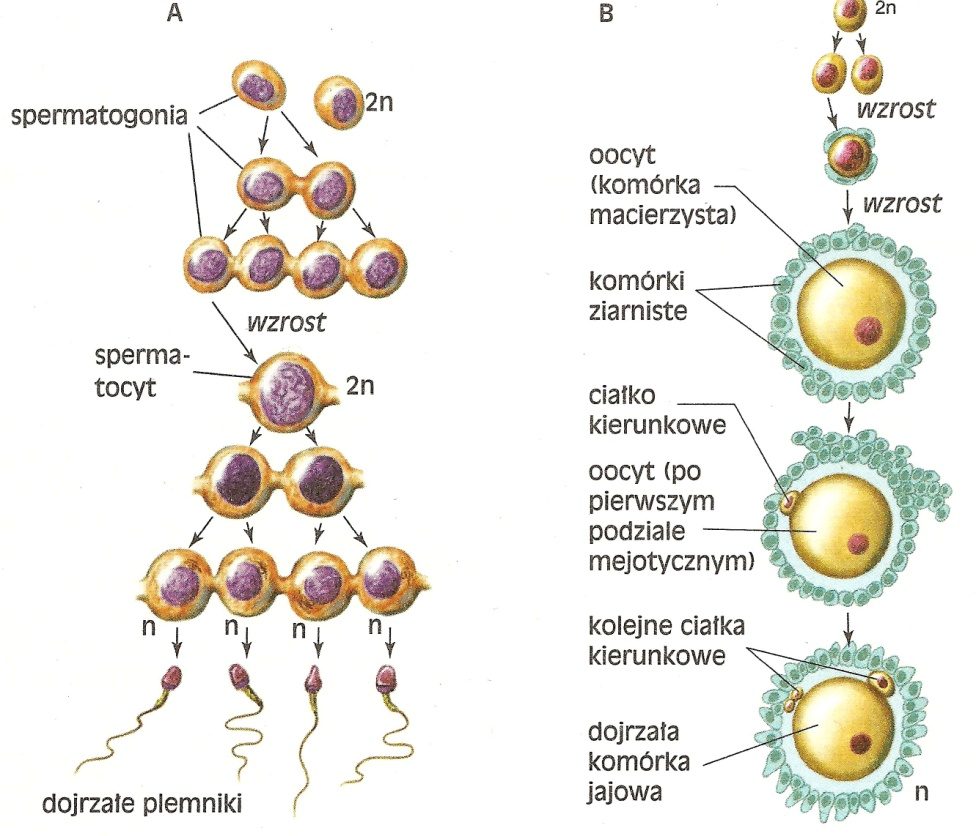 A
spermatogonia
2n
wzrost
sperma-
tocyt
2n
n
n
n
n
dojrzałe plemniki
B
2n
wzrost
oocyt
(komórka
macierzysta)
wzrost
komórki
ziarniste
ciałko
kierunkowe
oocyt (po
pierwszym
podziale
mejotycznym)
kolejne ciałka
kierunkowe
dojrzała
komórka
jajowa
n